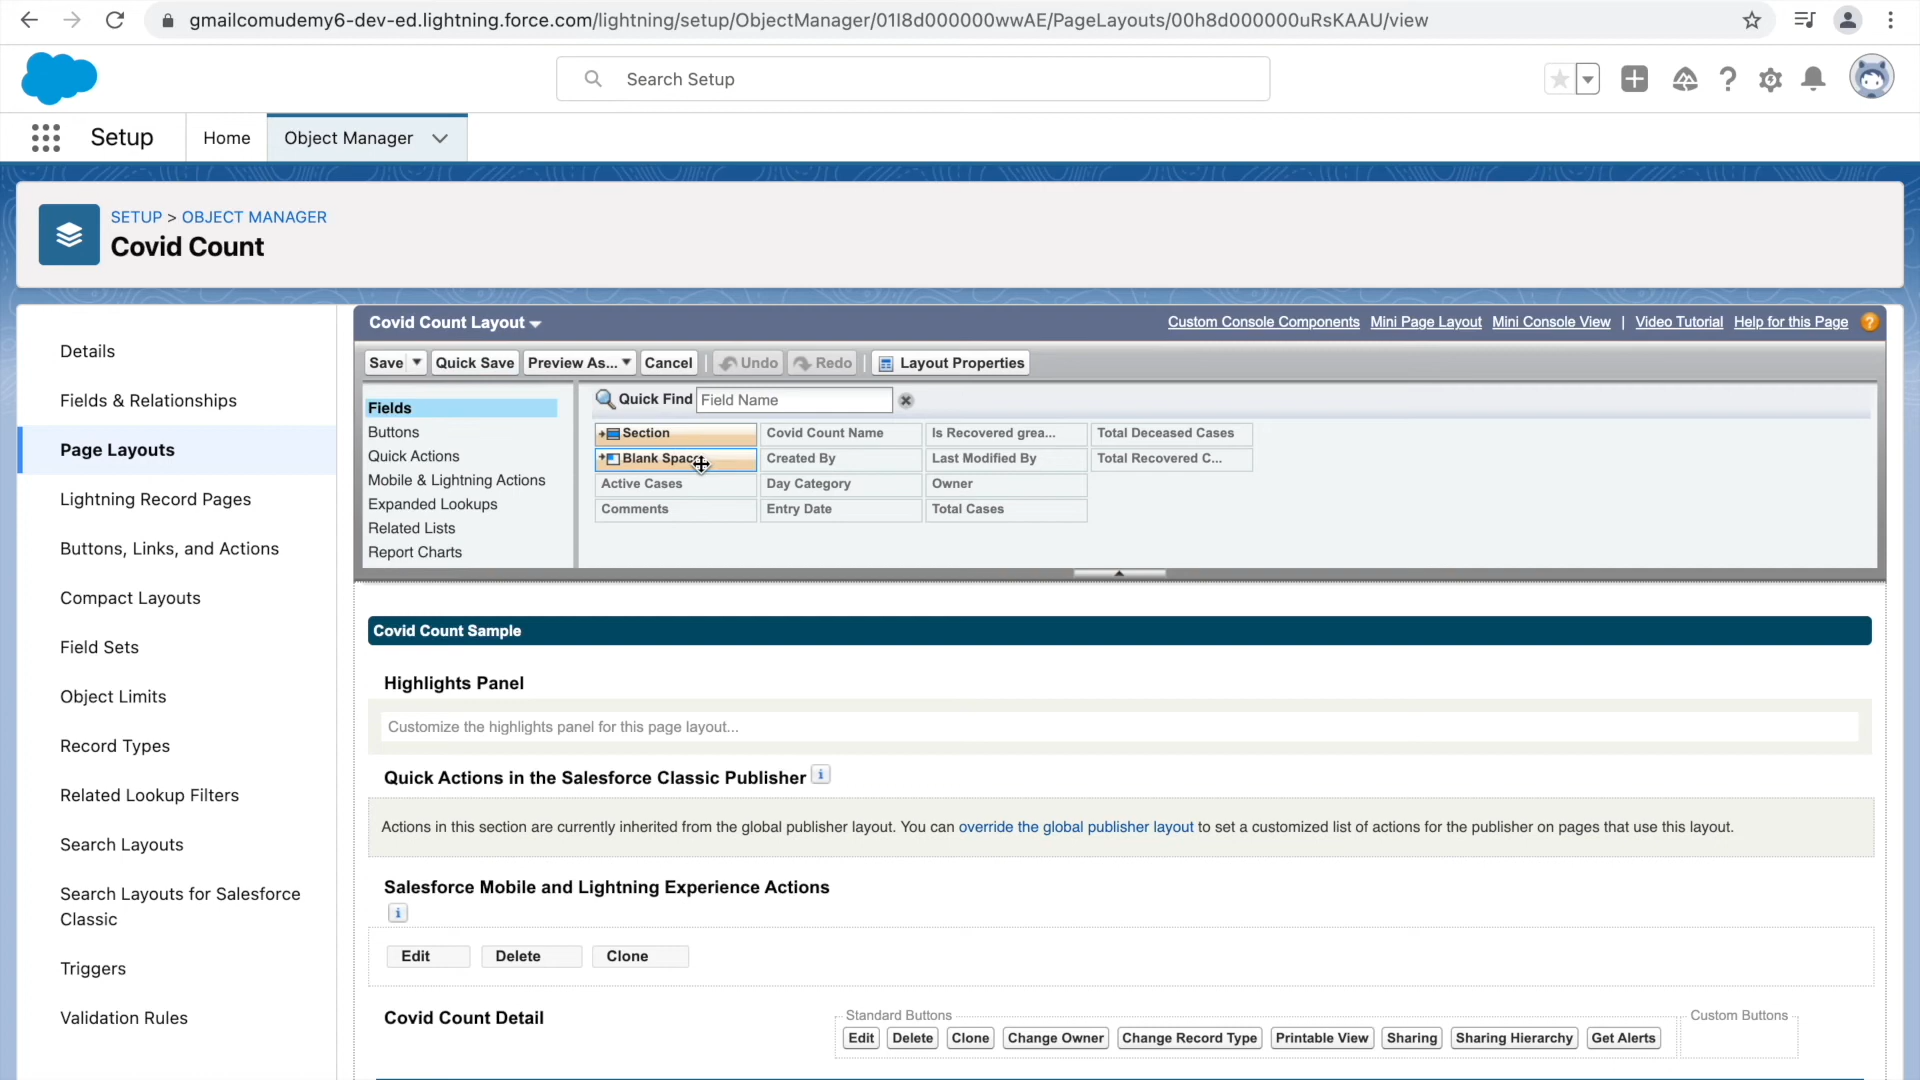 gmailcomudemy6-dev-ed.lightning.force.com/lightning/setup/ObjectManager/01I8d000000wwAE/PageLayouts/00h8d000000uRsKAAU/view
Search Setup
Setup
Home
Object Manager
SETUP > OBJECT MANAGER
Covid Count
Details
Fields & Relationships
Page Layouts
Lightning Record Pages
Buttons, Links, and Actions
Compact Layouts
Field Sets
Object Limits
Record Types
Related Lookup Filters
Search Layouts
Search Layouts for Salesforce
Classic
Triggers
Validation Rules
Covid Count Layout
Custom Console Components Mini Page Layout Mini Console View | Video Tutorial Help for this Page ?
Save Quick Save Preview As... Cancel Undo Redo Layout Properties
Fields
Buttons
Quick Actions
Mobile & Lightning Actions
Expanded Lookups
Related Lists
Report Charts
Quick Find Field Name
Section Covid Count Name Is Recovered grea... Total Deceased Cases
Blank Space Created By Last Modified By Total Recovered C...
Active Cases Day Category Owner
Comments Entry Date Total Cases
Covid Count Sample
Highlights Panel
Customize the highlights panel for this page layout...
Quick Actions in the Salesforce Classic Publisher i
Actions in this section are currently inherited from the global publisher layout. You can override the global publisher layout to set a customized list of actions for the publisher on pages that use this layout.
Salesforce Mobile and Lightning Experience Actions
i
Edit Delete Clone
Covid Count Detail
Standard Buttons
Edit Delete Clone Change Owner Change Record Type Printable View Sharing Sharing Hierarchy Get Alerts
Custom Buttons